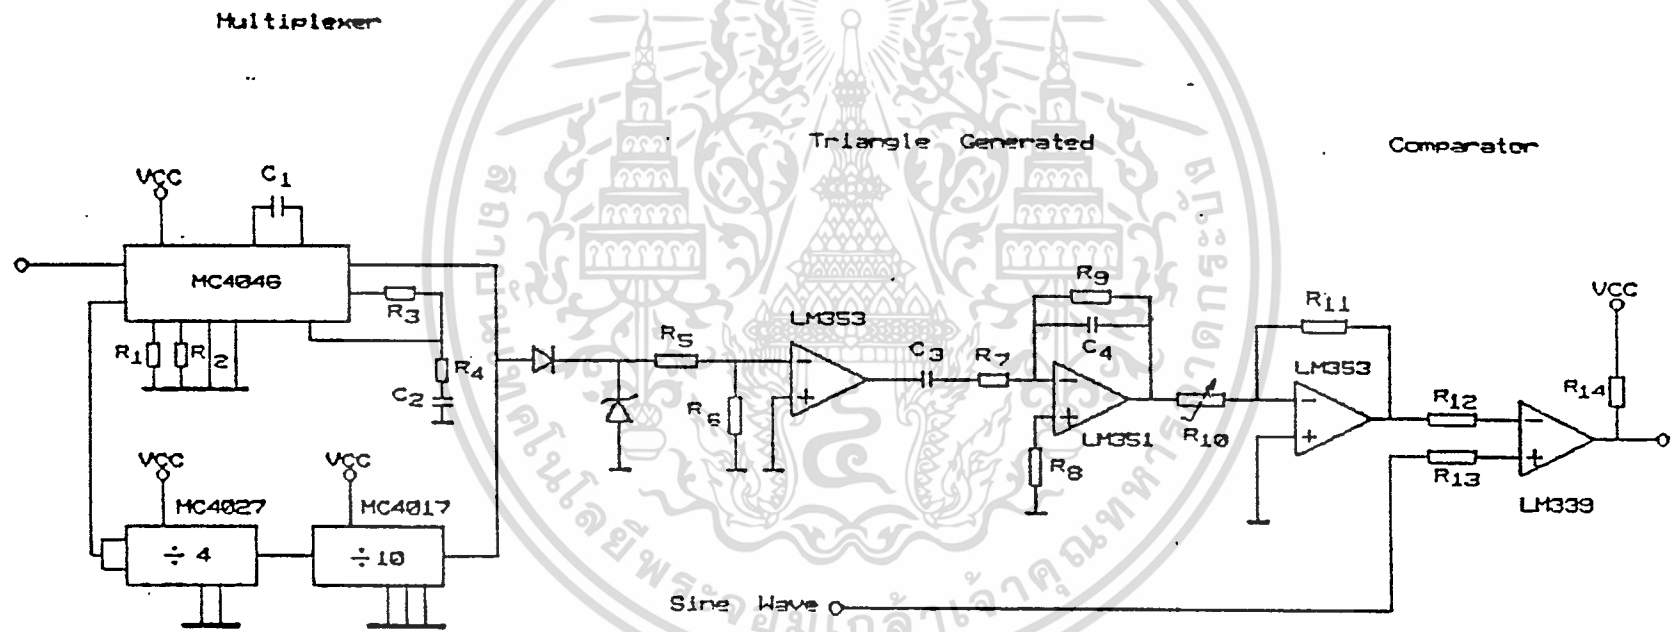 Multiplexer
Triangle Generated
Comparator
VCC
C1
MC4046
R3
R1
R2
R4
C2
VCC
MC4027
÷ 4
VCC
MC4017
÷ 10
R5
R6
LM353
-
+
C3
R7
R9
C4
-
+
LM351
R8
R10
R11
LM353
-
+
R12
R13
-
+
LM339
VCC
R14
Sine Wave